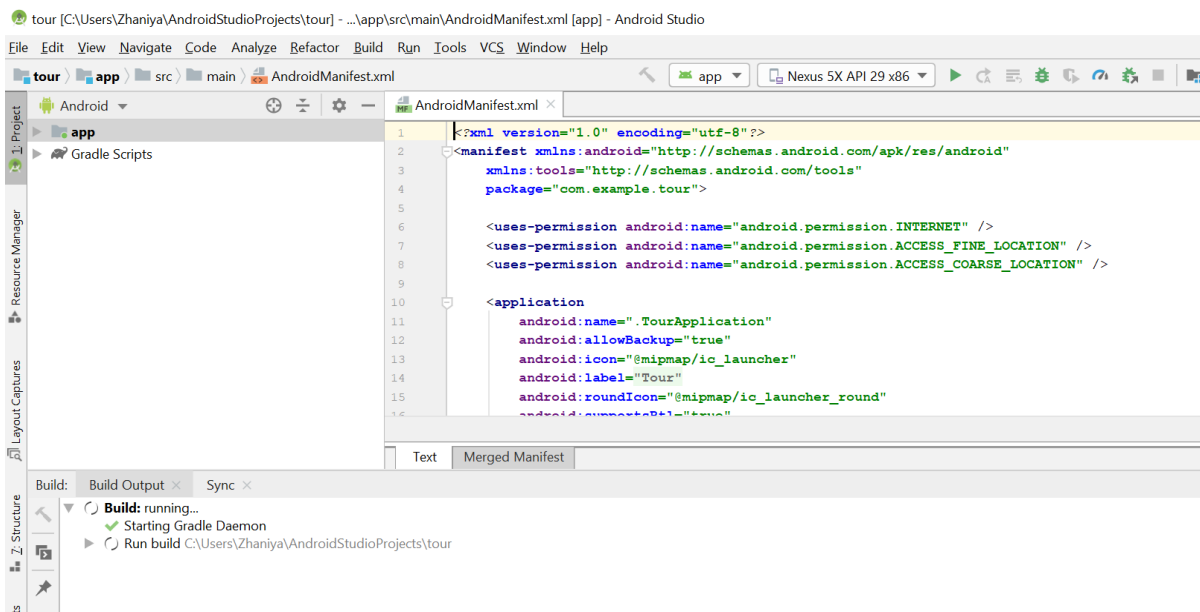 tour [C:\Users\Zhaniya\AndroidStudioProjects\tour] - ...\app\src\main\AndroidManifest.xml [app] - Android Studio
File Edit View Navigate Code Analyze Refactor Build Run Tools VCS Window Help
tour app src main AndroidManifest.xml app Nexus 5X API 29 x86
1: Project
Resource Manager
Layout Captures
Z: Structure
Android
app
Gradle Scripts
AndroidManifest.xml
1 <?xml version="1.0" encoding="utf-8"?>
2 <manifest xmlns:android="http://schemas.android.com/apk/res/android"
3 xmlns:tools="http://schemas.android.com/tools"
4 package="com.example.tour">
5
6 <uses-permission android:name="android.permission.INTERNET" />
7 <uses-permission android:name="android.permission.ACCESS_FINE_LOCATION" />
8 <uses-permission android:name="android.permission.ACCESS_COARSE_LOCATION" />
9
10 <application
11 android:name=".TourApplication"
12 android:allowBackup="true"
13 android:icon="@mipmap/ic_launcher"
14 android:label="Tour"
15 android:roundIcon="@mipmap/ic_launcher_round"
16 android:supportsRtl="true"
Text Merged Manifest
Build: Build Output Sync
Build: running...
Starting Gradle Daemon
Run build C:\Users\Zhaniya\AndroidStudioProjects\tour